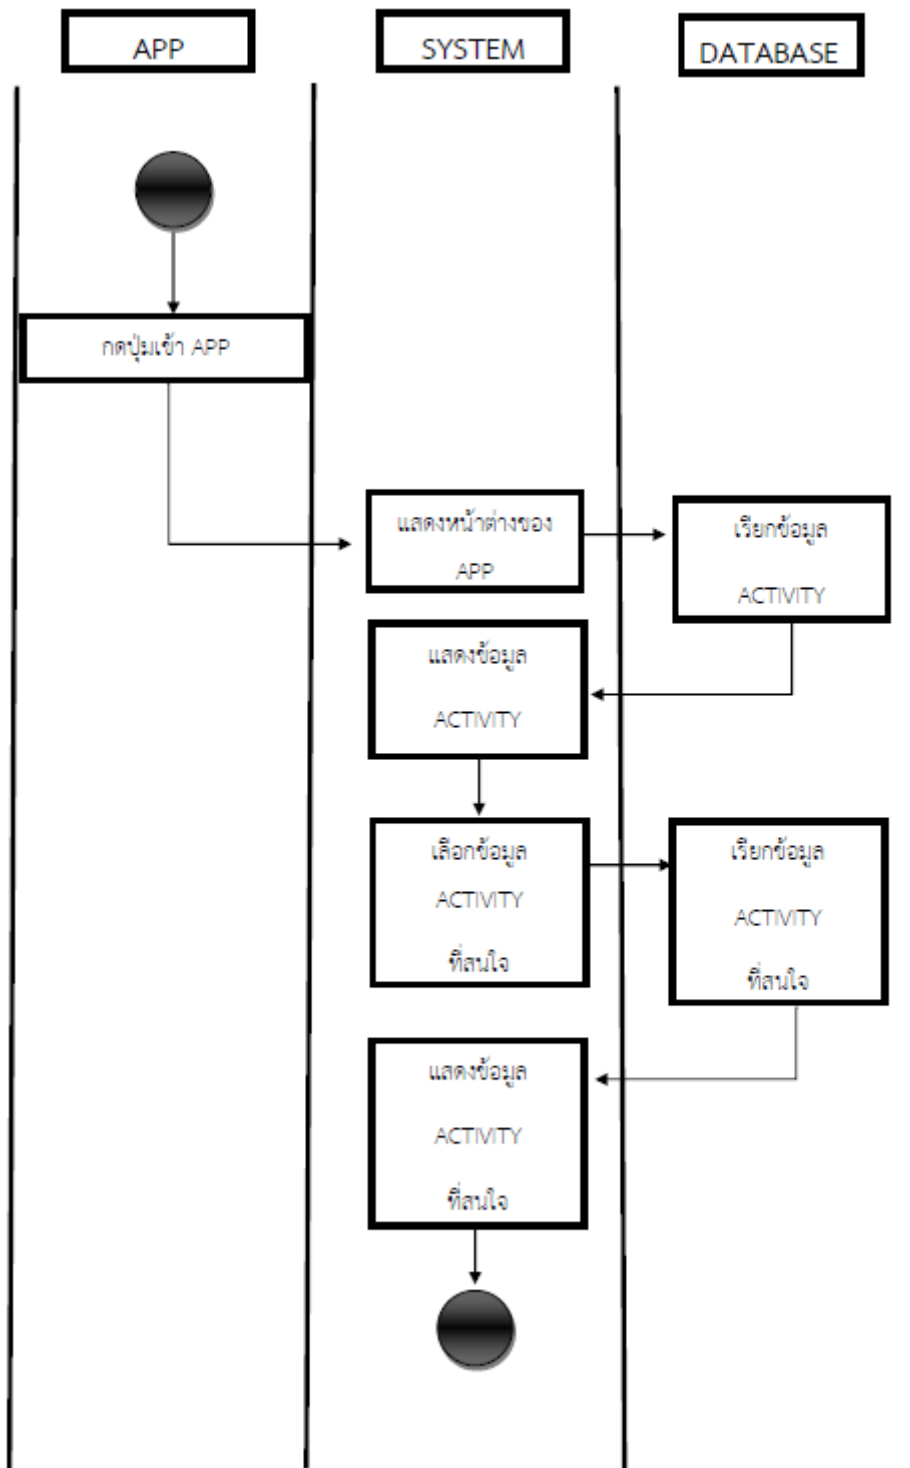 APP
SYSTEM
DATABASE
กดปุ่มเข้า APP
แสดงหน้าต่างของ
APP
เรียกข้อมูล
ACTIVITY
แสดงข้อมูล
ACTIVITY
เลือกข้อมูล
ACTIVITY
ที่สนใจ
เรียกข้อมูล
ACTIVITY
ที่สนใจ
แสดงข้อมูล
ACTIVITY
ที่สนใจ